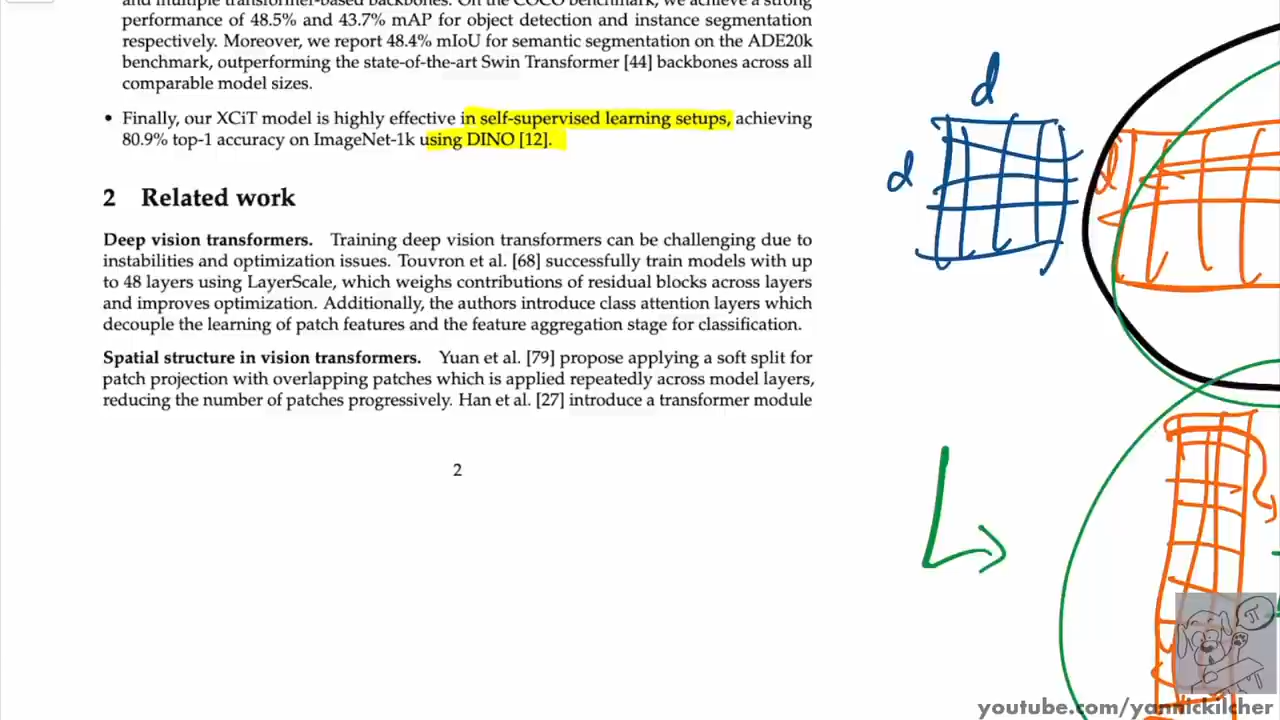 and multiple transformer-based backbones. On the COCO benchmark, we achieve a strong
performance of 48.5% and 43.7% mAP for object detection and instance segmentation
respectively. Moreover, we report 48.4% mIoU for semantic segmentation on the ADE20k
benchmark, outperforming the state-of-the-art Swin Transformer [44] backbones across all
comparable model sizes.
• Finally, our XCiT model is highly effective in self-supervised learning setups, achieving
80.9% top-1 accuracy on ImageNet-1k using DINO [12].
2 Related work
Deep vision transformers. Training deep vision transformers can be challenging due to
instabilities and optimization issues. Touvron et al. [68] successfully train models with up
to 48 layers using LayerScale, which weighs contributions of residual blocks across layers
and improves optimization. Additionally, the authors introduce class attention layers which
decouple the learning of patch features and the feature aggregation stage for classification.
Spatial structure in vision transformers. Yuan et al. [79] propose applying a soft split for
patch projection with overlapping patches which is applied repeatedly across model layers,
reducing the number of patches progressively. Han et al. [27] introduce a transformer module
2
d
d
d
π
youtube.com/yannickilcher